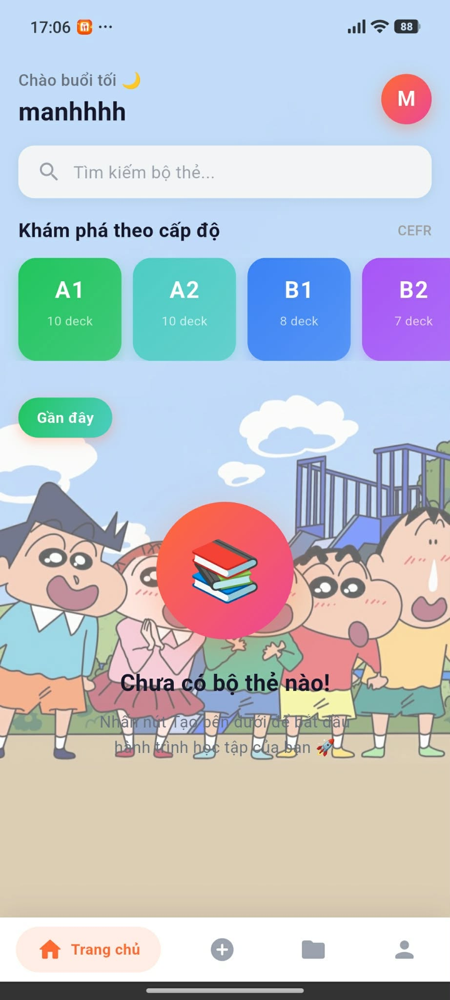 17:06
88
Chào buổi tối 🌙
manhhhh
M
Tìm kiếm bộ thẻ...
Khám phá theo cấp độ
CEFR
A1
10 deck
A2
10 deck
B1
8 deck
B2
7 deck
Gần đây
Chưa có bộ thẻ nào!
Nhấn nút Tạo bên dưới để bắt đầu
hành trình học tập của bạn 🚀
Trang chủ